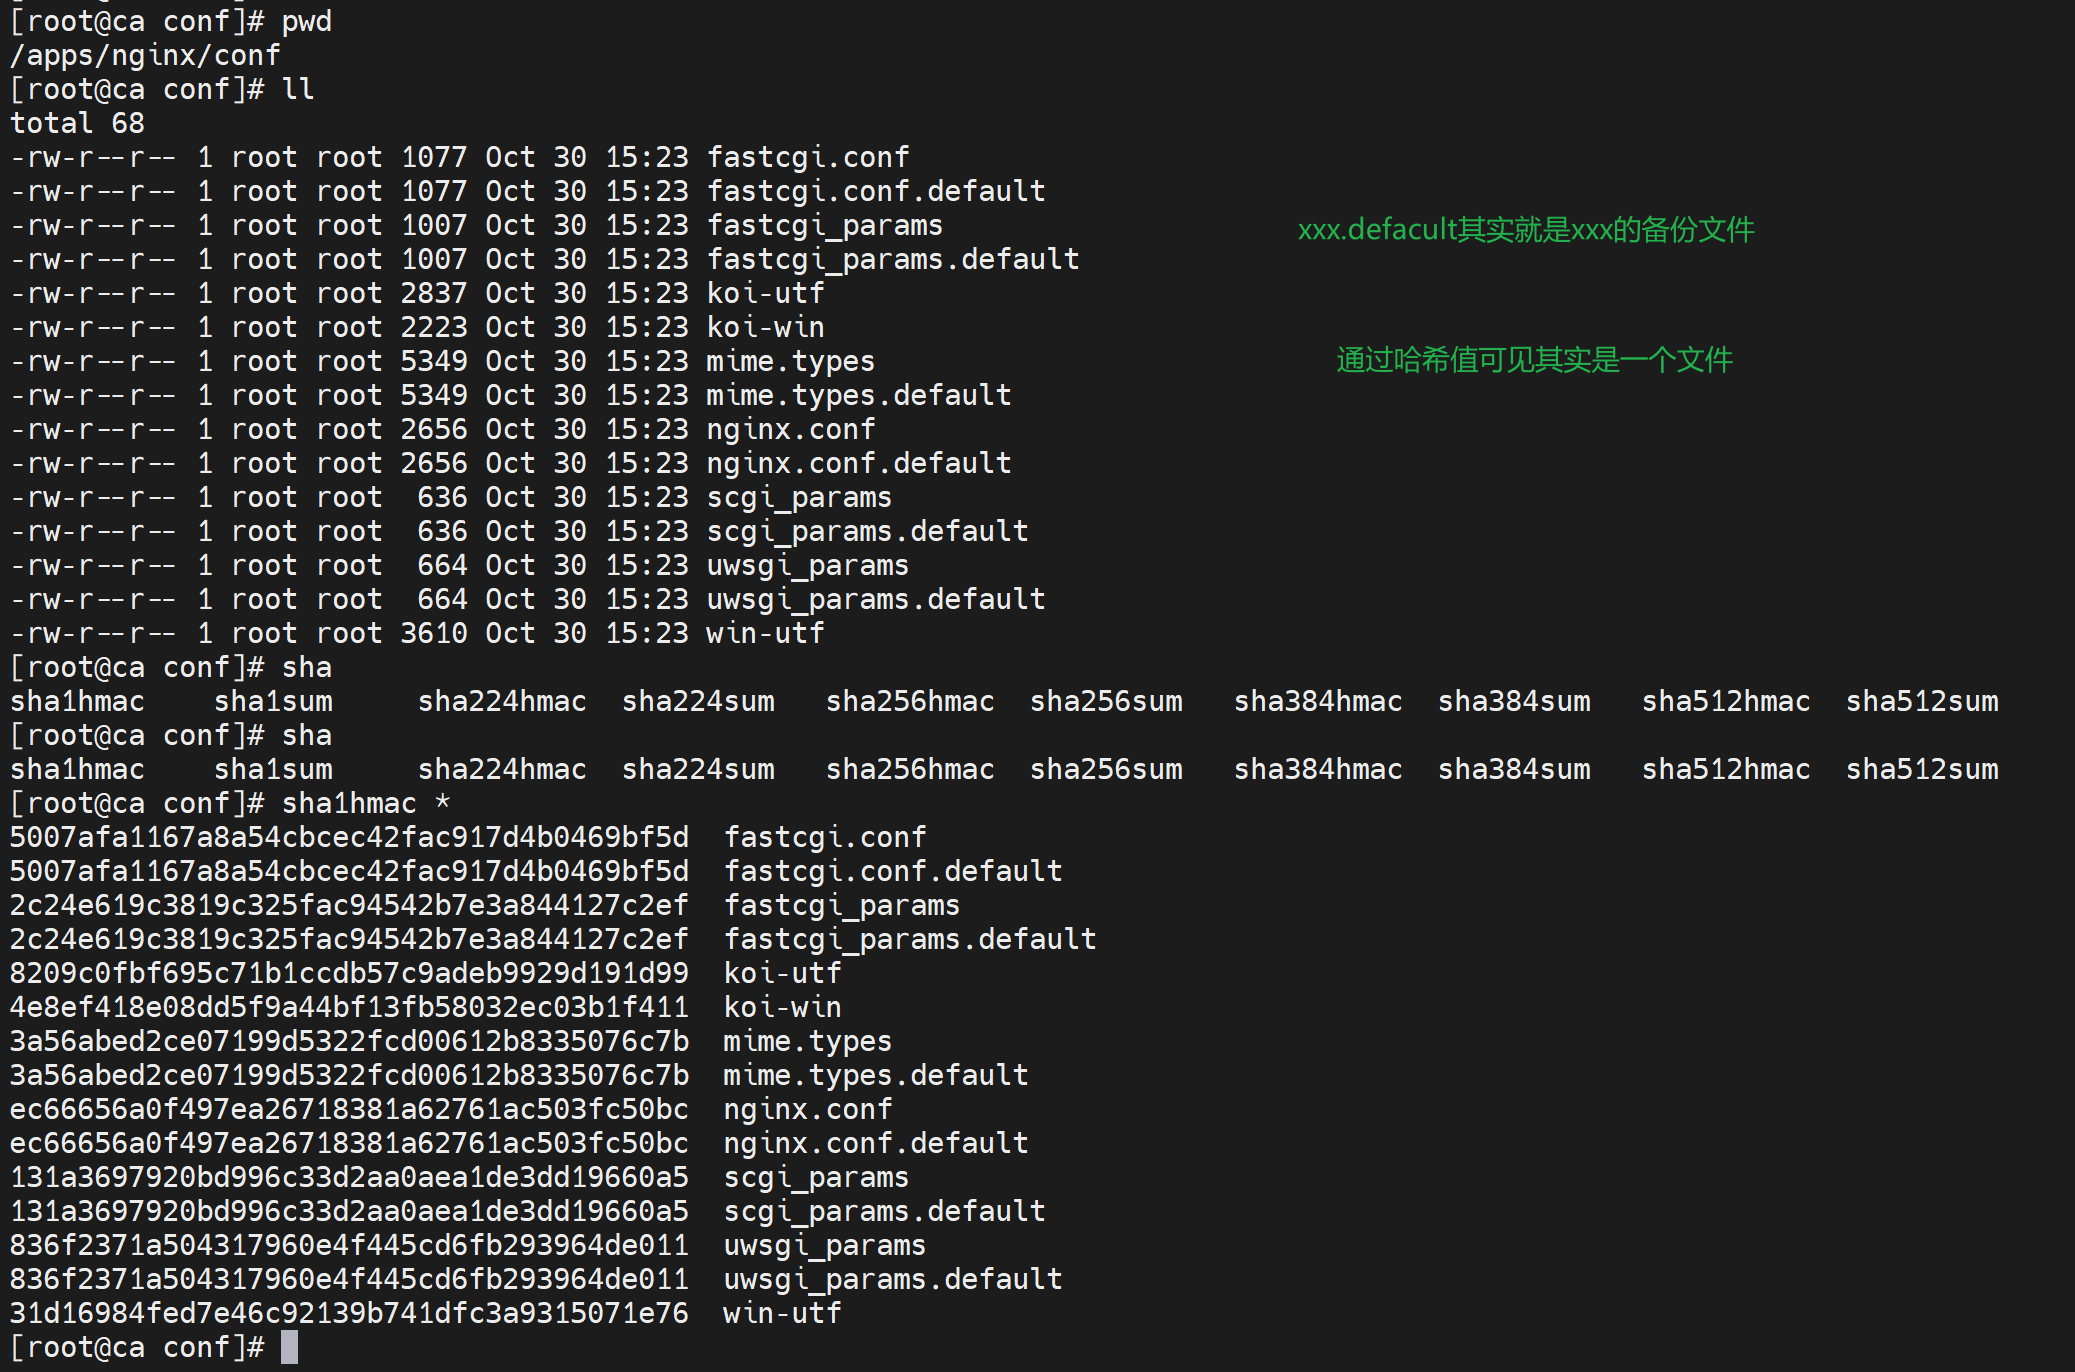 [root@ca conf]# pwd
/apps/nginx/conf
[root@ca conf]# ll
total 68
-rw-r--r-- 1 root root 1077 Oct 30 15:23 fastcgi.conf
-rw-r--r-- 1 root root 1077 Oct 30 15:23 fastcgi.conf.default
-rw-r--r-- 1 root root 1007 Oct 30 15:23 fastcgi_params
xxx.defacult其实就是xxx的备份文件
-rw-r--r-- 1 root root 1007 Oct 30 15:23 fastcgi_params.default
-rw-r--r-- 1 root root 2837 Oct 30 15:23 koi-utf
-rw-r--r-- 1 root root 2223 Oct 30 15:23 koi-win
-rw-r--r-- 1 root root 5349 Oct 30 15:23 mime.types
通过哈希值可见其实是一个文件
-rw-r--r-- 1 root root 5349 Oct 30 15:23 mime.types.default
-rw-r--r-- 1 root root 2656 Oct 30 15:23 nginx.conf
-rw-r--r-- 1 root root 2656 Oct 30 15:23 nginx.conf.default
-rw-r--r-- 1 root root  636 Oct 30 15:23 scgi_params
-rw-r--r-- 1 root root  636 Oct 30 15:23 scgi_params.default
-rw-r--r-- 1 root root  664 Oct 30 15:23 uwsgi_params
-rw-r--r-- 1 root root  664 Oct 30 15:23 uwsgi_params.default
-rw-r--r-- 1 root root 3610 Oct 30 15:23 win-utf
[root@ca conf]# sha
sha1hmac    sha1sum     sha224hmac  sha224sum   sha256hmac  sha256sum   sha384hmac  sha384sum   sha512hmac  sha512sum
[root@ca conf]# sha
sha1hmac    sha1sum     sha224hmac  sha224sum   sha256hmac  sha256sum   sha384hmac  sha384sum   sha512hmac  sha512sum
[root@ca conf]# sha1hmac *
5007afa1167a8a54cbcec42fac917d4b0469bf5d  fastcgi.conf
5007afa1167a8a54cbcec42fac917d4b0469bf5d  fastcgi.conf.default
2c24e619c3819c325fac94542b7e3a844127c2ef  fastcgi_params
2c24e619c3819c325fac94542b7e3a844127c2ef  fastcgi_params.default
8209c0fbf695c71b1ccdb57c9adeb9929d191d99  koi-utf
4e8ef418e08dd5f9a44bf13fb58032ec03b1f411  koi-win
3a56abed2ce07199d5322fcd00612b8335076c7b  mime.types
3a56abed2ce07199d5322fcd00612b8335076c7b  mime.types.default
ec66656a0f497ea26718381a62761ac503fc50bc  nginx.conf
ec66656a0f497ea26718381a62761ac503fc50bc  nginx.conf.default
131a3697920bd996c33d2aa0aea1de3dd19660a5  scgi_params
131a3697920bd996c33d2aa0aea1de3dd19660a5  scgi_params.default
836f2371a504317960e4f445cd6fb293964de011  uwsgi_params
836f2371a504317960e4f445cd6fb293964de011  uwsgi_params.default
31d16984fed7e46c92139b741dfc3a9315071e76  win-utf
[root@ca conf]#